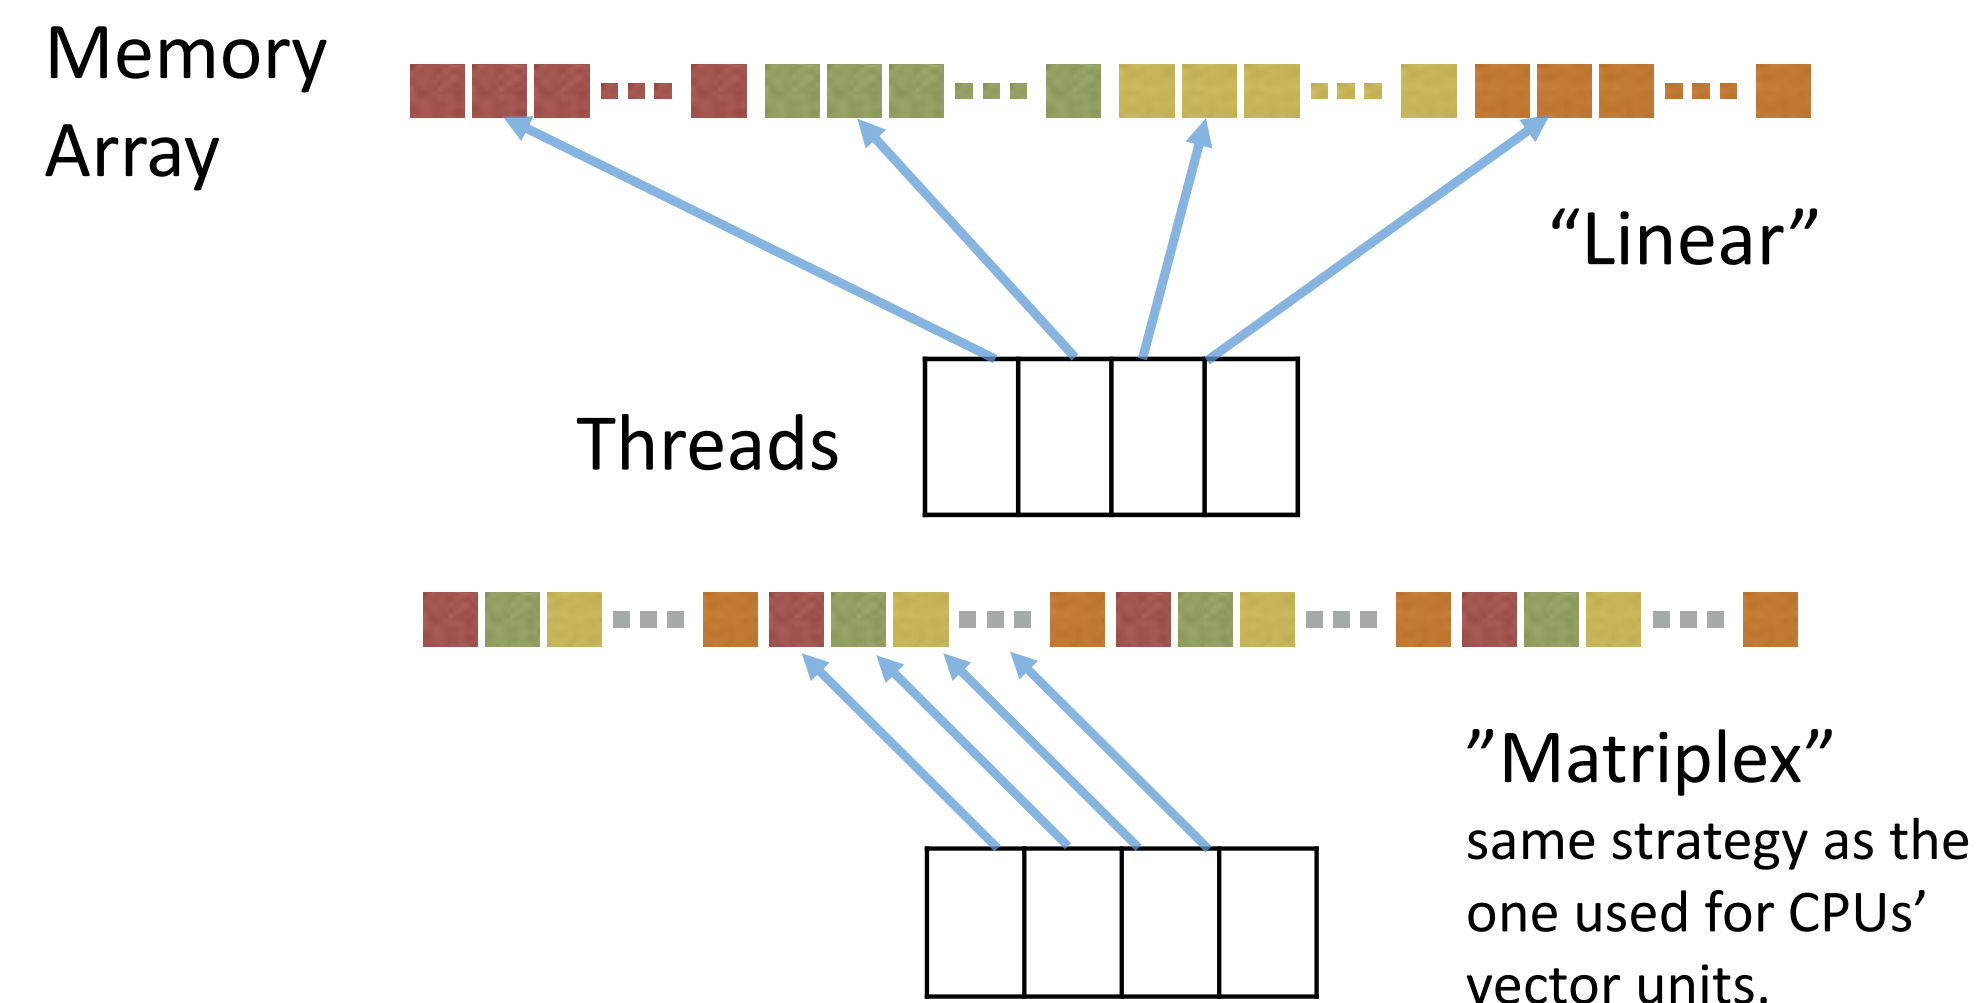 Memory
Array
“Linear”
Threads
”Matriplex”
same strategy as the
one used for CPUs’
vector units.